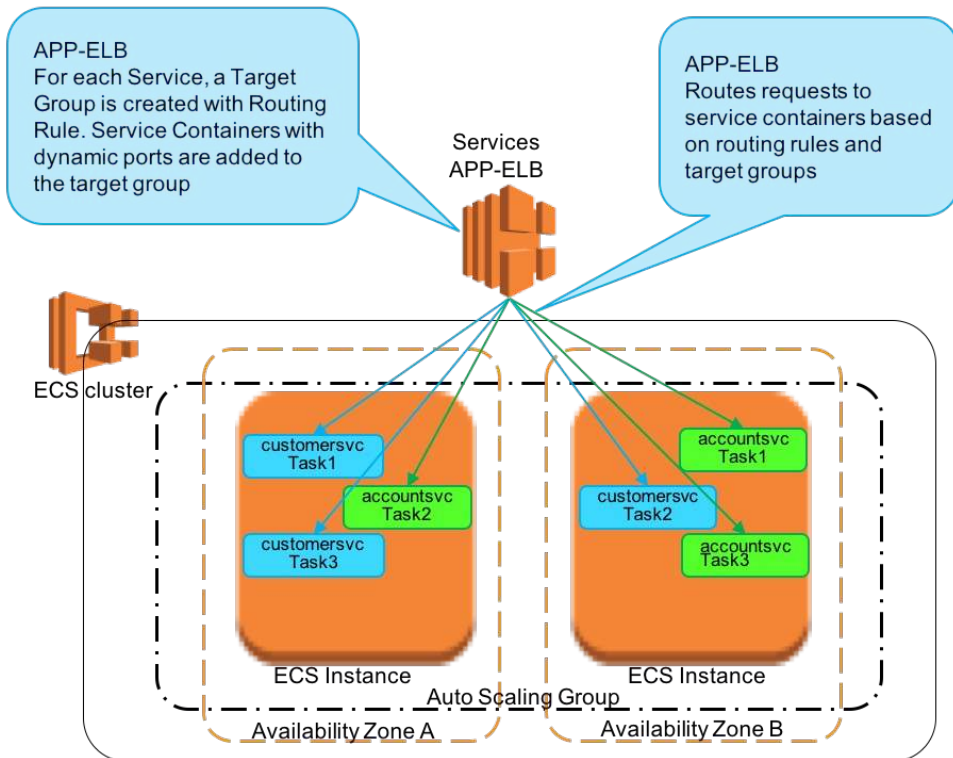 APP-ELB
For each Service, a Target
Group is created with Routing
Rule. Service Containers with
dynamic ports are added to
the target group
APP-ELB
Routes requests to
service containers based
on routing rules and
target groups
Services
APP-ELB
ECS cluster
customersvc
Task1
accountsvc
Task2
customersvc
Task3
accountsvc
Task1
customersvc
Task2
accountsvc
Task3
ECS Instance
ECS Instance
Auto Scaling Group
Availability Zone A
Availability Zone B